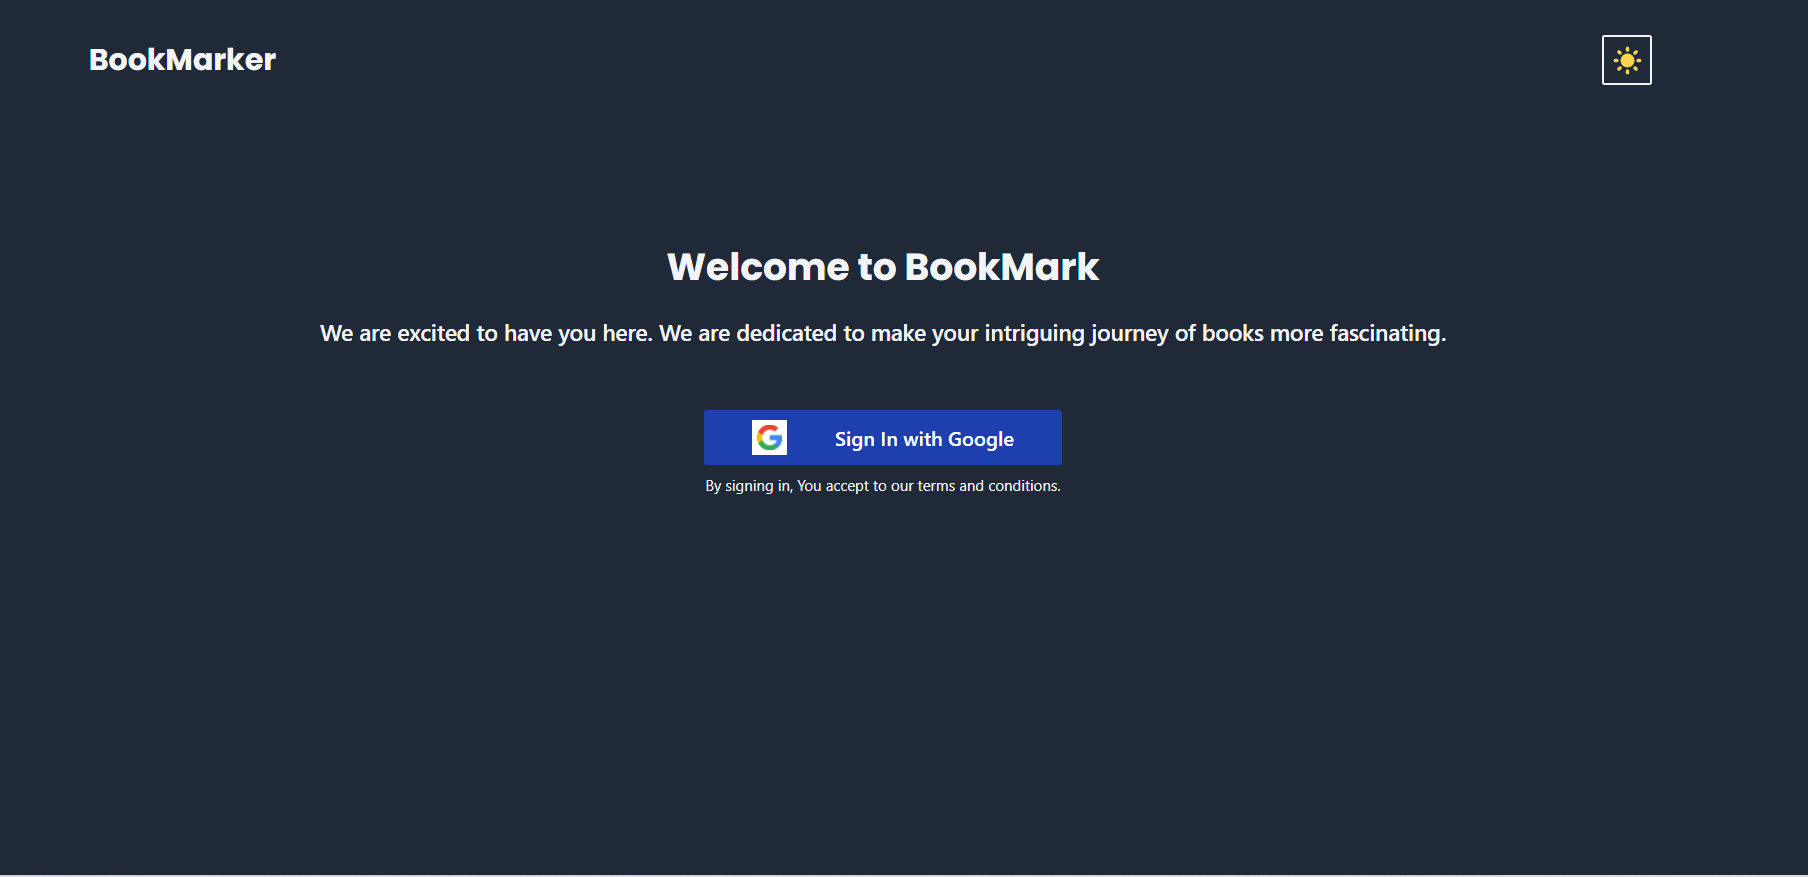 BookMarker
Welcome to BookMark
We are excited to have you here. We are dedicated to make your intriguing journey of books more fascinating.
Sign In with Google
By signing in, You accept to our terms and conditions.